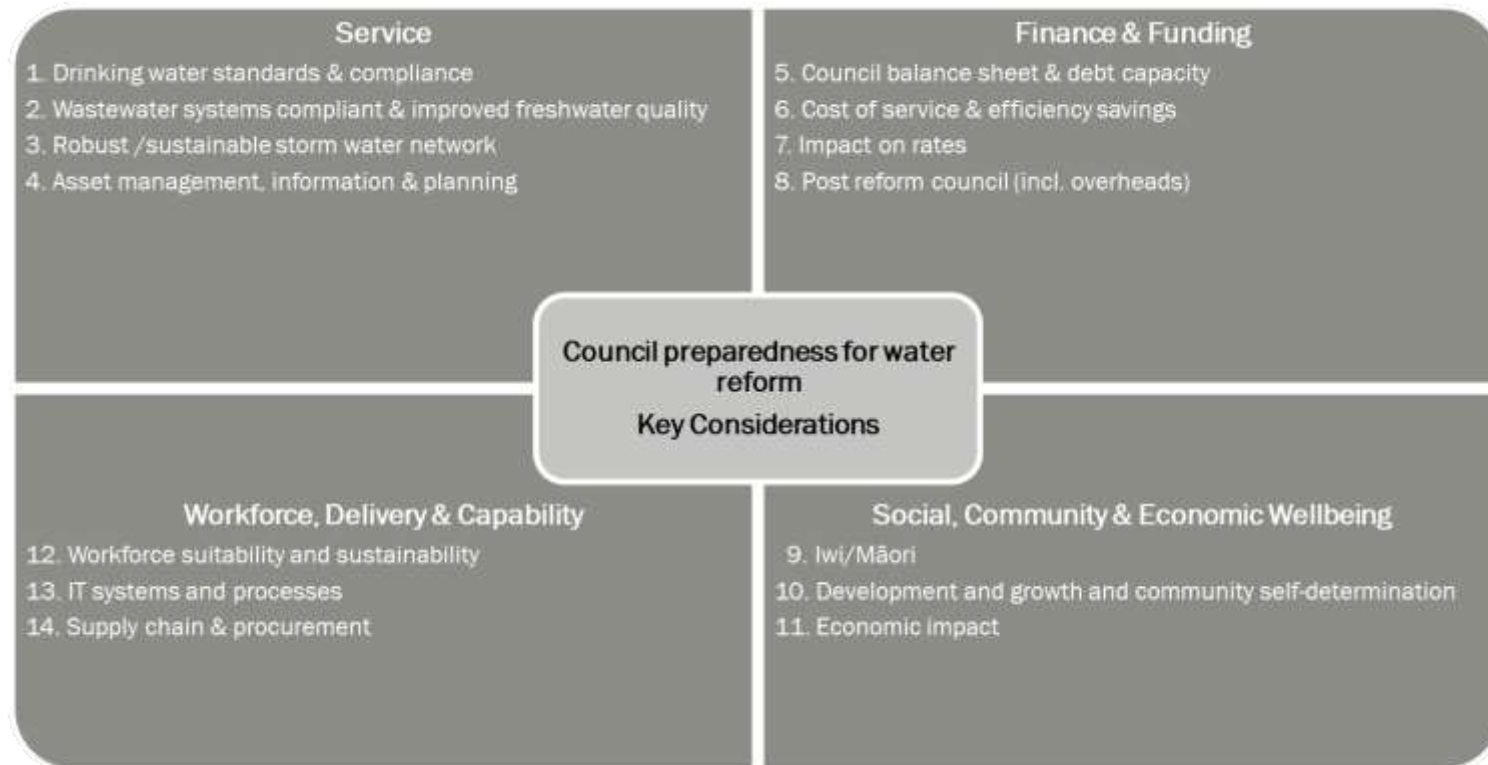 Service
1. Drinking water standards & compliance
2. Wastewater systems compliant & improved freshwater quality
3. Robust /sustainable storm water network
4. Asset management, information & planning
Finance & Funding
5. Council balance sheet & debt capacity
6. Cost of service & efficiency savings
7. Impact on rates
8. Post reform council (incl. overheads)
Council preparedness for water
reform
Key Considerations
Workforce, Delivery & Capability
12. Workforce suitability and sustainability
13. IT systems and processes
14. Supply chain & procurement
Social, Community & Economic Wellbeing
9. Iwi/Māori
10. Development and growth and community self-determination
11. Economic impact